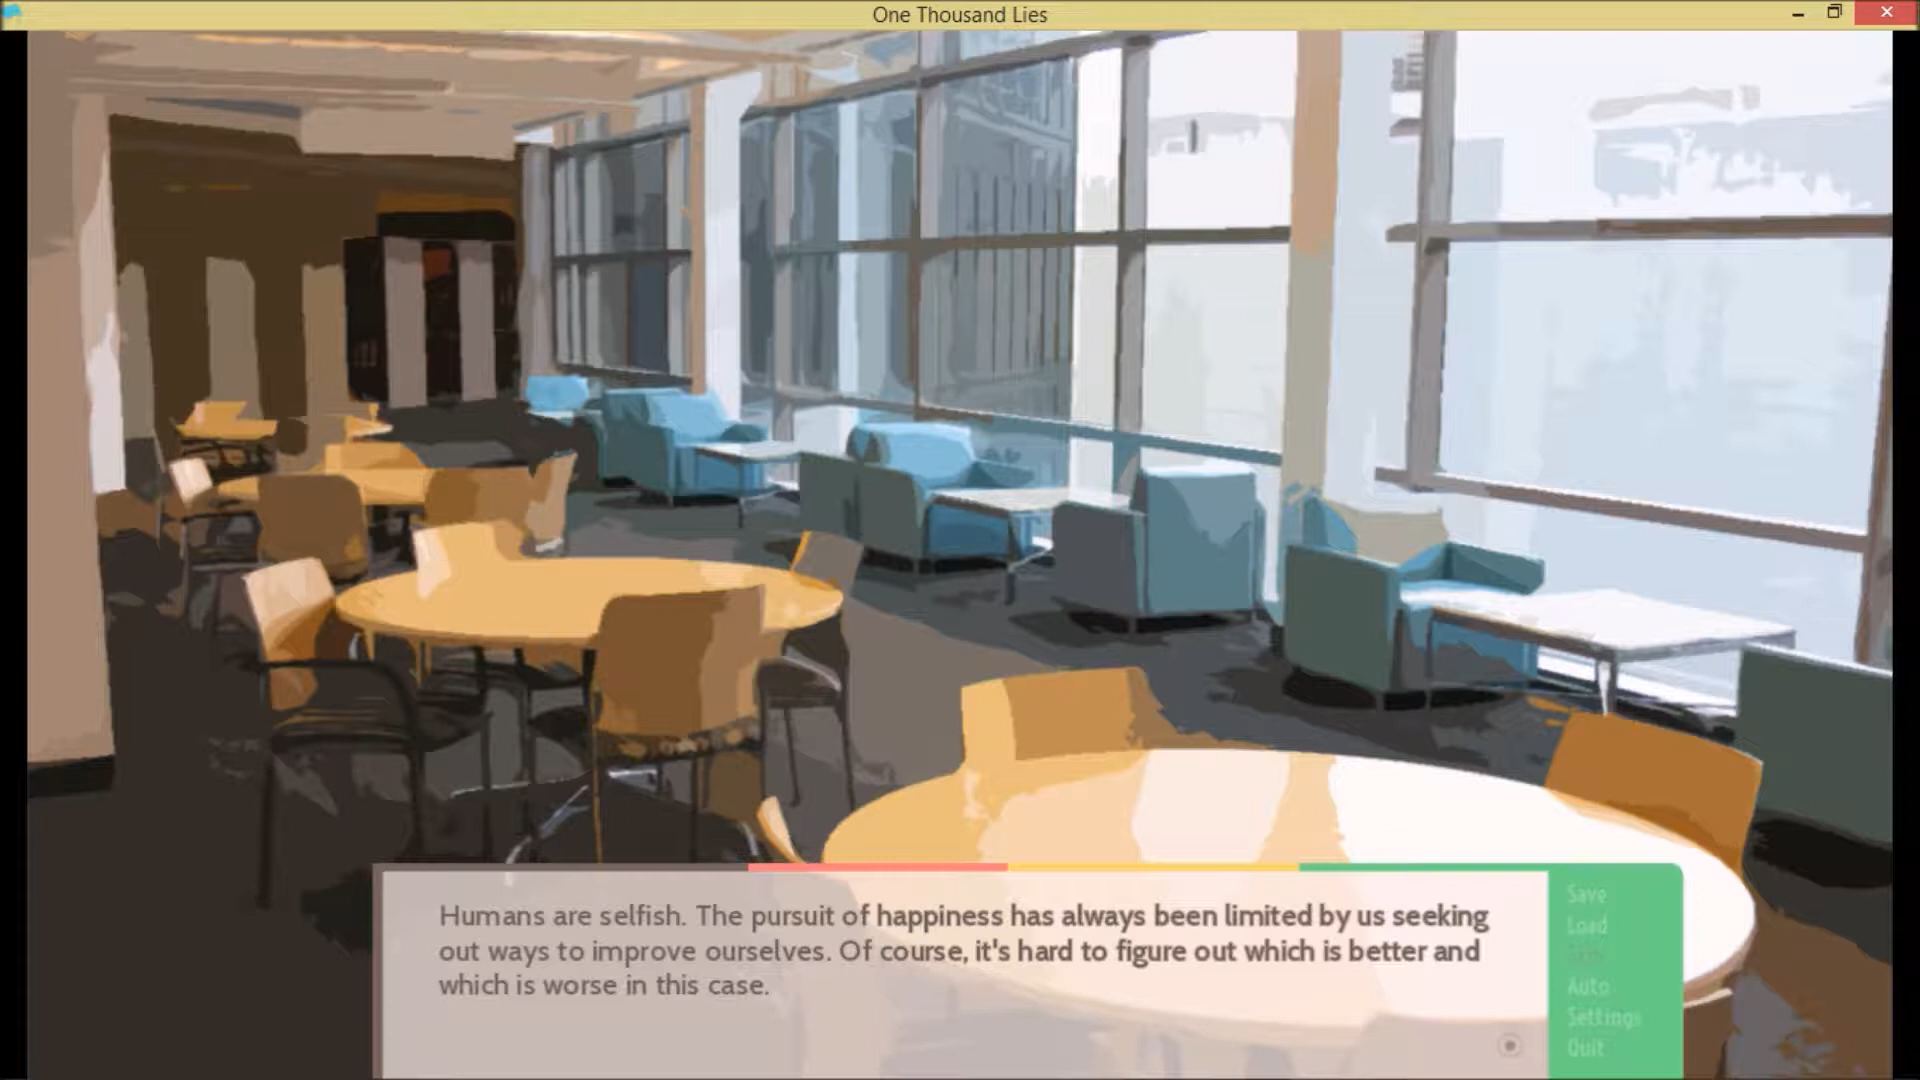 One Thousand Lies
Humans are selfish. The pursuit of happiness has always been limited by us seeking
out ways to improve ourselves. Of course, it's hard to figure out which is better and
which is worse in this case.
Save
Load
Auto
Settings
Quit